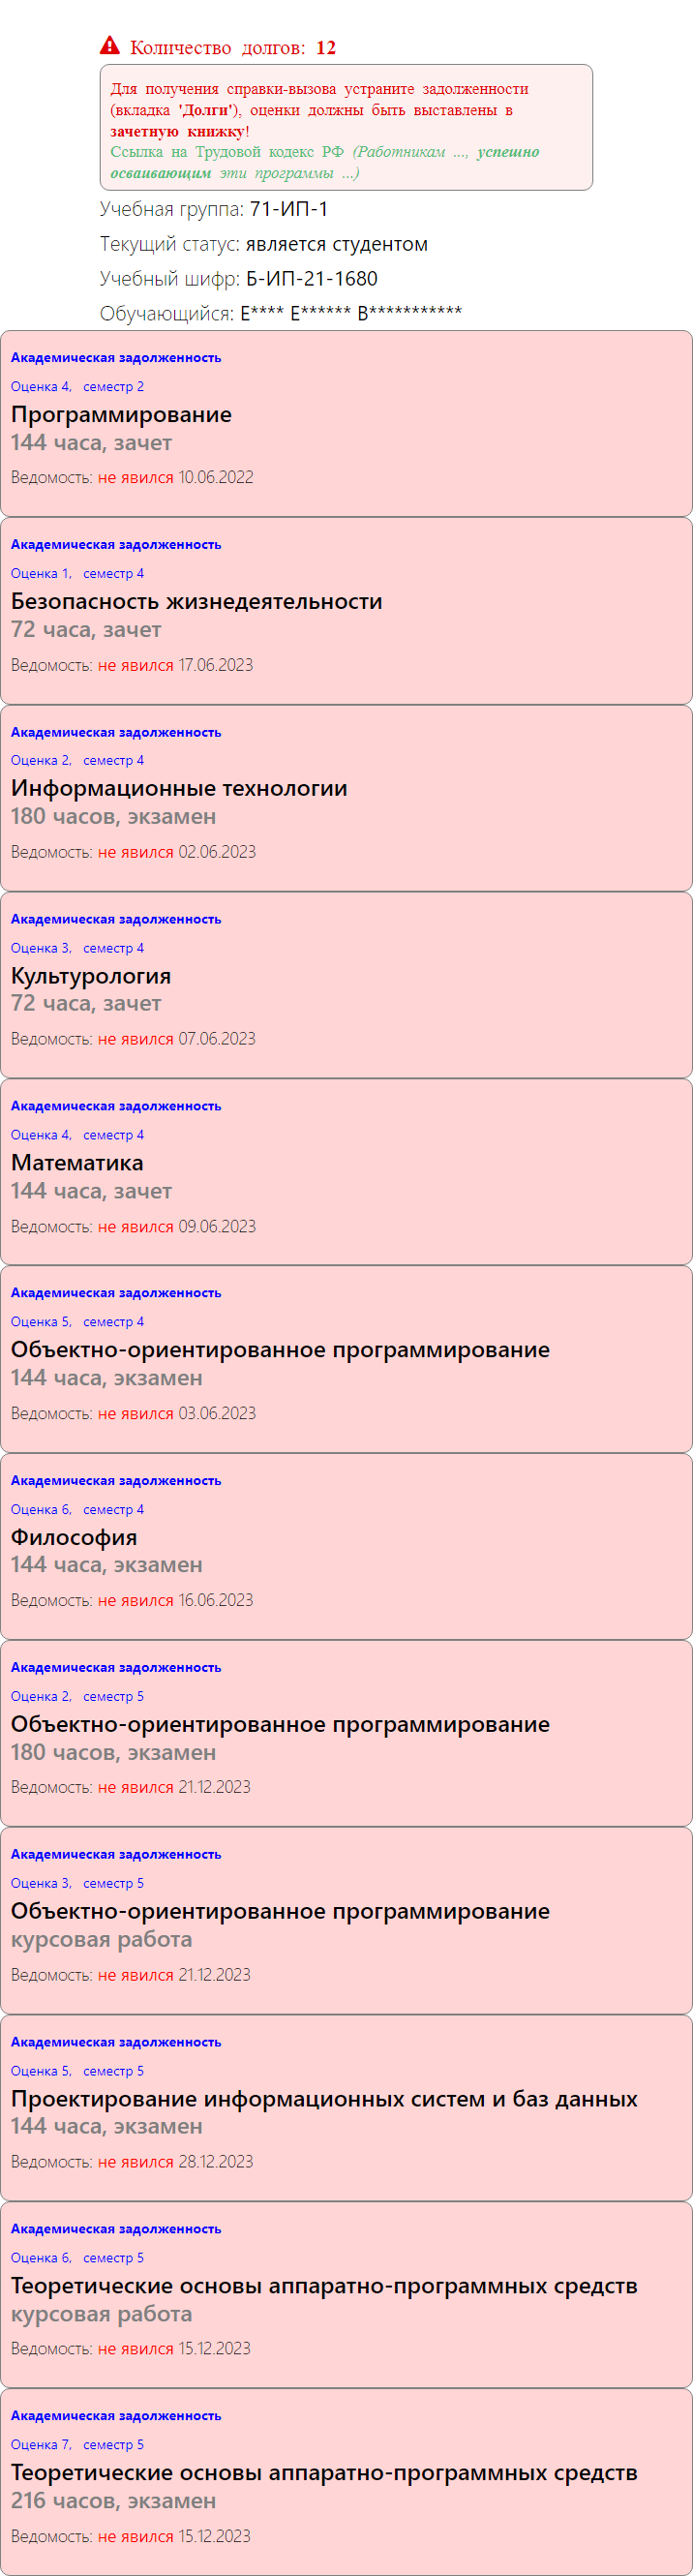 Количество долгов: 12
Для получения справки-вызова устраните задолженности
(вкладка 'Долги'), оценки должны быть выставлены в
зачетную книжку!
Ссылка на Трудовой кодекс РФ (Работникам ..., успешно
осваивающим эти программы ...)
Учебная группа: 71-ИП-1
Текущий статус: является студентом
Учебный шифр: Б-ИП-21-1680
Обучающийся: Е**** Е****** В***********
Академическая задолженность
Оценка 4, семестр 2
Программирование
144 часа, зачет
Ведомость: не явился 10.06.2022
Академическая задолженность
Оценка 1, семестр 4
Безопасность жизнедеятельности
72 часа, зачет
Ведомость: не явился 17.06.2023
Академическая задолженность
Оценка 2, семестр 4
Информационные технологии
180 часов, экзамен
Ведомость: не явился 02.06.2023
Академическая задолженность
Оценка 3, семестр 4
Культурология
72 часа, зачет
Ведомость: не явился 07.06.2023
Академическая задолженность
Оценка 4, семестр 4
Математика
144 часа, зачет
Ведомость: не явился 09.06.2023
Академическая задолженность
Оценка 5, семестр 4
Объектно-ориентированное программирование
144 часа, экзамен
Ведомость: не явился 03.06.2023
Академическая задолженность
Оценка 6, семестр 4
Философия
144 часа, экзамен
Ведомость: не явился 16.06.2023
Академическая задолженность
Оценка 2, семестр 5
Объектно-ориентированное программирование
180 часов, экзамен
Ведомость: не явился 21.12.2023
Академическая задолженность
Оценка 3, семестр 5
Объектно-ориентированное программирование
курсовая работа
Ведомость: не явился 21.12.2023
Академическая задолженность
Оценка 5, семестр 5
Проектирование информационных систем и баз данных
144 часа, экзамен
Ведомость: не явился 28.12.2023
Академическая задолженность
Оценка 6, семестр 5
Теоретические основы аппаратно-программных средств
курсовая работа
Ведомость: не явился 15.12.2023
Академическая задолженность
Оценка 7, семестр 5
Теоретические основы аппаратно-программных средств
216 часов, экзамен
Ведомость: не явился 15.12.2023